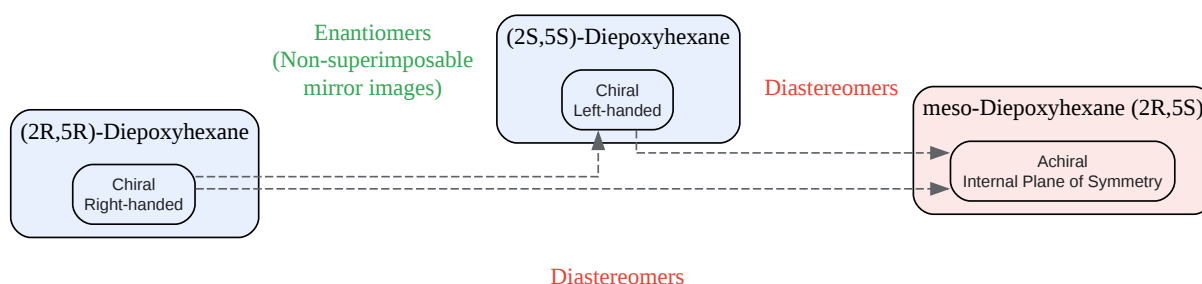 Enantiomers
(Non-superimposable
mirror images)
(2S,5S)-Diepoxyhexane
Chiral
Left-handed
Diastereomers
(2R,5R)-Diepoxyhexane
Chiral
Right-handed
meso-Diepoxyhexane (2R,5S)
Achiral
Internal Plane of Symmetry
Diastereomers